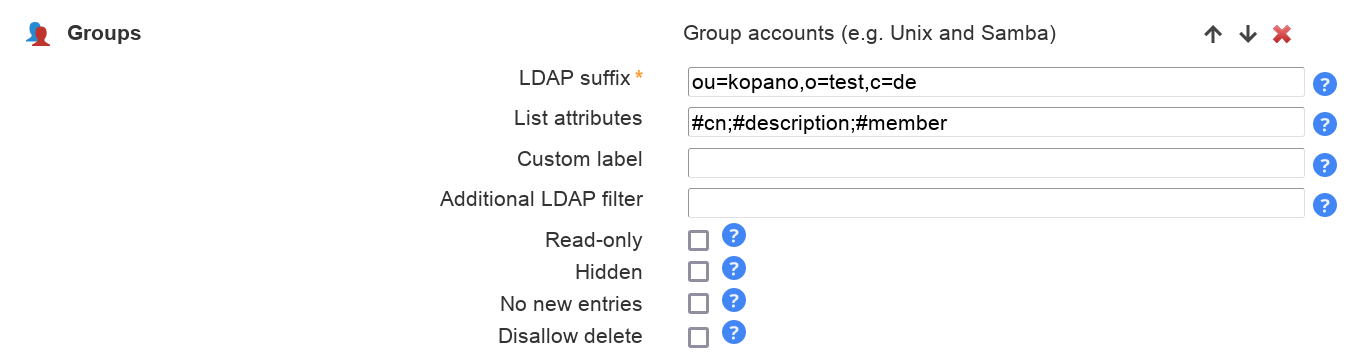 Groups Group accounts (e.g. Unix and Samba)
LDAP suffix * ou=kopano,o=test,c=de ?
List attributes #cn;#description;#member ?
Custom label ?
Additional LDAP filter ?
Read-only ?
Hidden ?
No new entries ?
Disallow delete ?